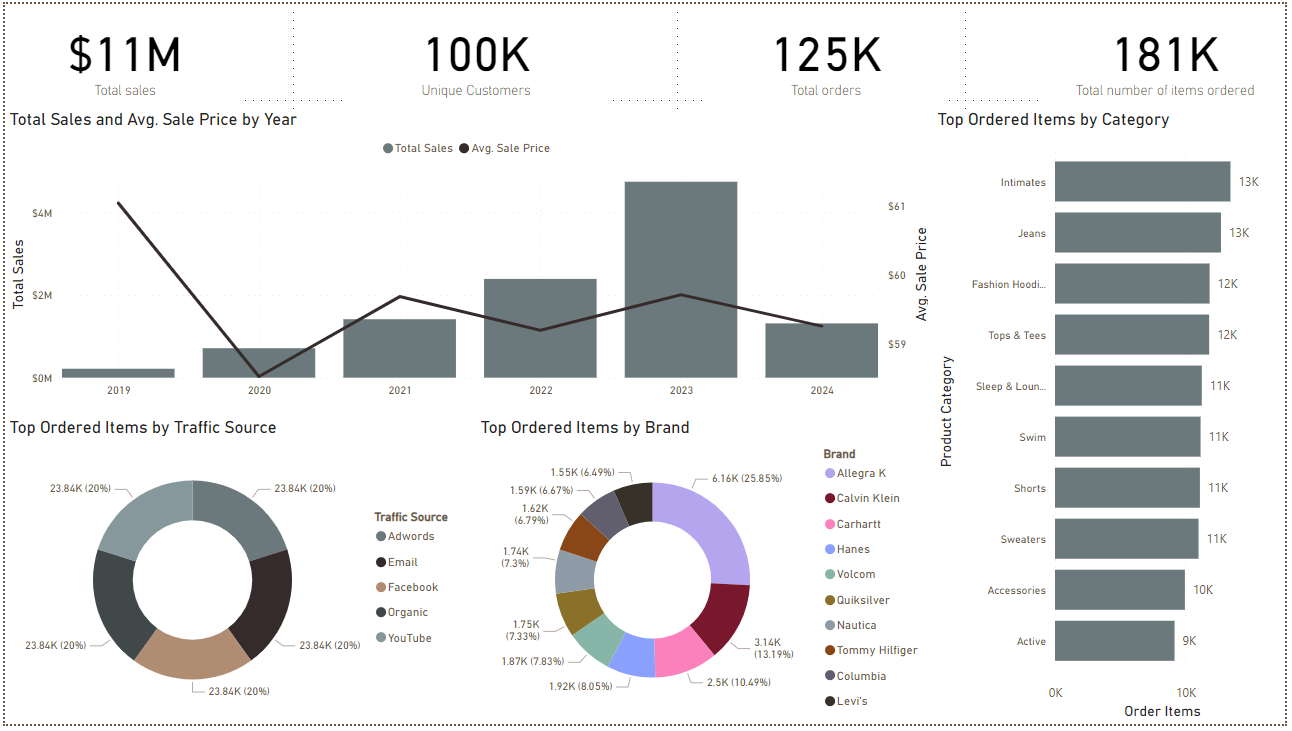 $11M
Total sales
100K
Unique Customers
125K
Total orders
181K
Total number of items ordered
Total Sales and Avg. Sale Price by Year
Total Sales
Avg. Sale Price
Total Sales
$4M
$2M
$0M
$61
$60
$59
Avg. Sale Price
2019
2020
2021
2022
2023
2024
Top Ordered Items by Category
Product Category
Intimates
13K
Jeans
13K
Fashion Hoodi...
12K
Tops & Tees
12K
Sleep & Loun...
11K
Swim
11K
Shorts
11K
Sweaters
11K
Accessories
10K
Active
9K
0K
10K
Order Items
Top Ordered Items by Traffic Source
23.84K (20%)
23.84K (20%)
23.84K (20%)
23.84K (20%)
23.84K (20%)
Traffic Source
Adwords
Email
Facebook
Organic
YouTube
Top Ordered Items by Brand
6.16K (25.85%)
3.14K
(13.19%)
2.5K (10.49%)
1.92K (8.05%)
1.87K (7.83%)
1.75K
(7.33%)
1.74K
(7.3%)
1.62K
(6.79%)
1.59K (6.67%)
1.55K (6.49%)
Brand
Allegra K
Calvin Klein
Carhartt
Hanes
Volcom
Quiksilver
Nautica
Tommy Hilfiger
Columbia
Levi's